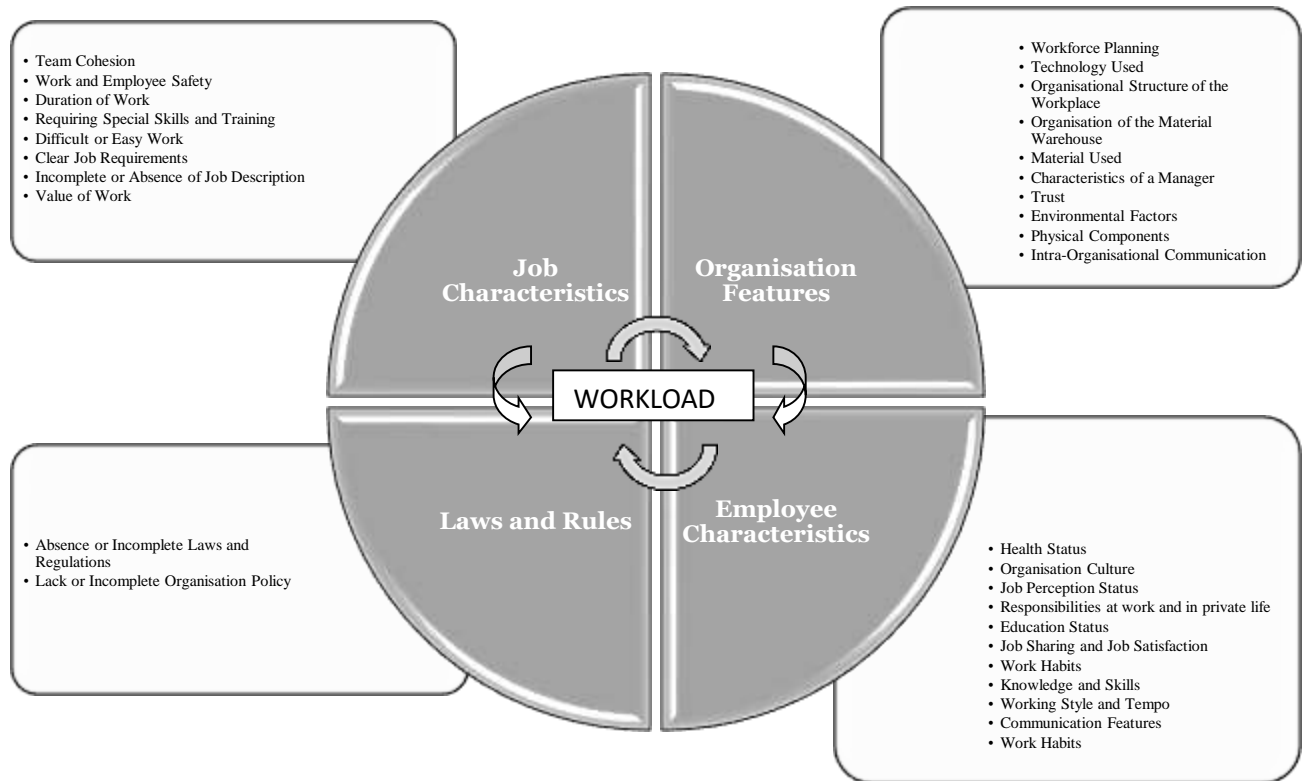 • Team Cohesion
• Work and Employee Safety
• Duration of Work
• Requiring Special Skills and Training
• Difficult or Easy Work
• Clear Job Requirements
• Incomplete or Absence of Job Description
• Value of Work
• Workforce Planning
• Technology Used
• Organisational Structure of the
Workplace
• Organisation of the Material
Warehouse
• Material Used
• Characteristics of a Manager
• Trust
• Environmental Factors
• Physical Components
• Intra-Organisational Communication
Job
Characteristics
Organisation
Features
WORKLOAD
Laws and Rules
Employee
Characteristics
• Absence or Incomplete Laws and
Regulations
• Lack or Incomplete Organisation Policy
• Health Status
• Organisation Culture
• Job Perception Status
• Responsibilities at work and in private life
• Education Status
• Job Sharing and Job Satisfaction
• Work Habits
• Knowledge and Skills
• Working Style and Tempo
• Communication Features
• Work Habits